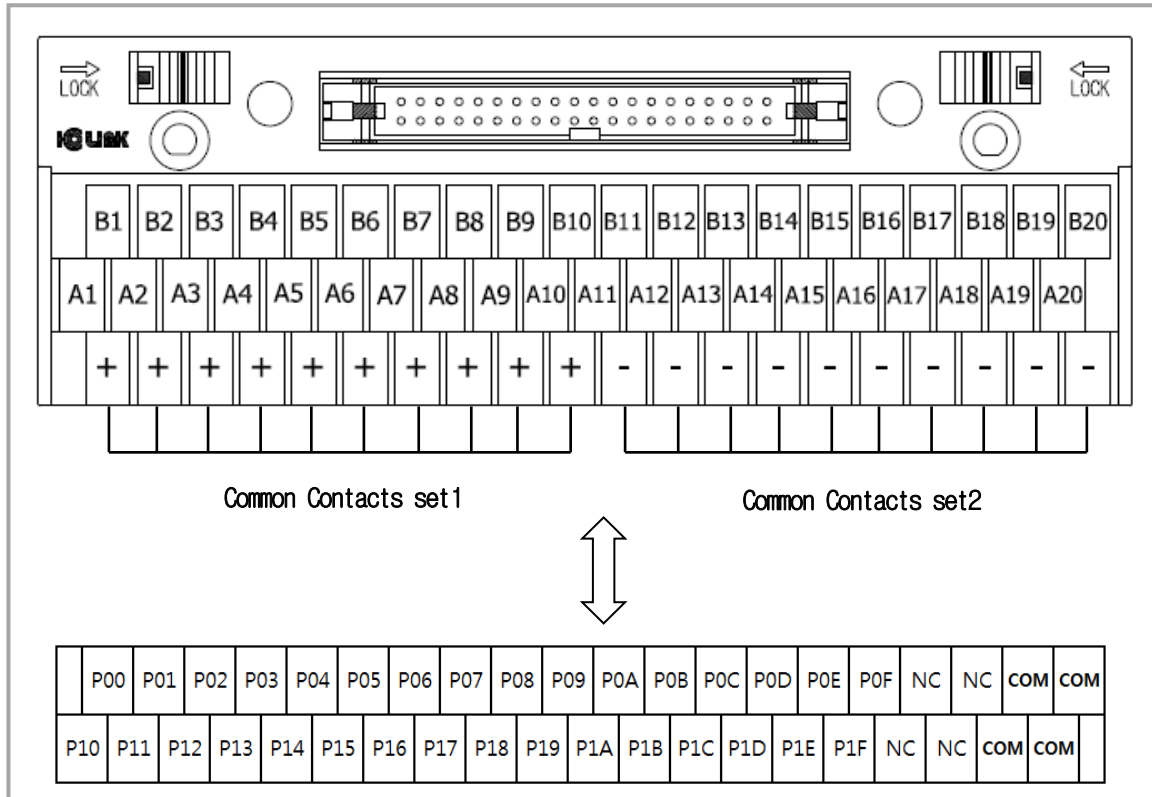 LOCK LOCK
B1 B2 B3 B4 B5 B6 B7 B8 B9 B10 B11 B12 B13 B14 B15 B16 B17 B18 B19 B20
A1 A2 A3 A4 A5 A6 A7 A8 A9 A10 A11 A12 A13 A14 A15 A16 A17 A18 A19 A20
+ + + + + + + + + + - - - - - - - - - -
Common Contacts set1 Common Contacts set2
P00 P01 P02 P03 P04 P05 P06 P07 P08 P09 P0A P0B P0C P0D P0E P0F NC NC COM COM
P10 P11 P12 P13 P14 P15 P16 P17 P18 P19 P1A P1B P1C P1D P1E P1F NC NC COM COM